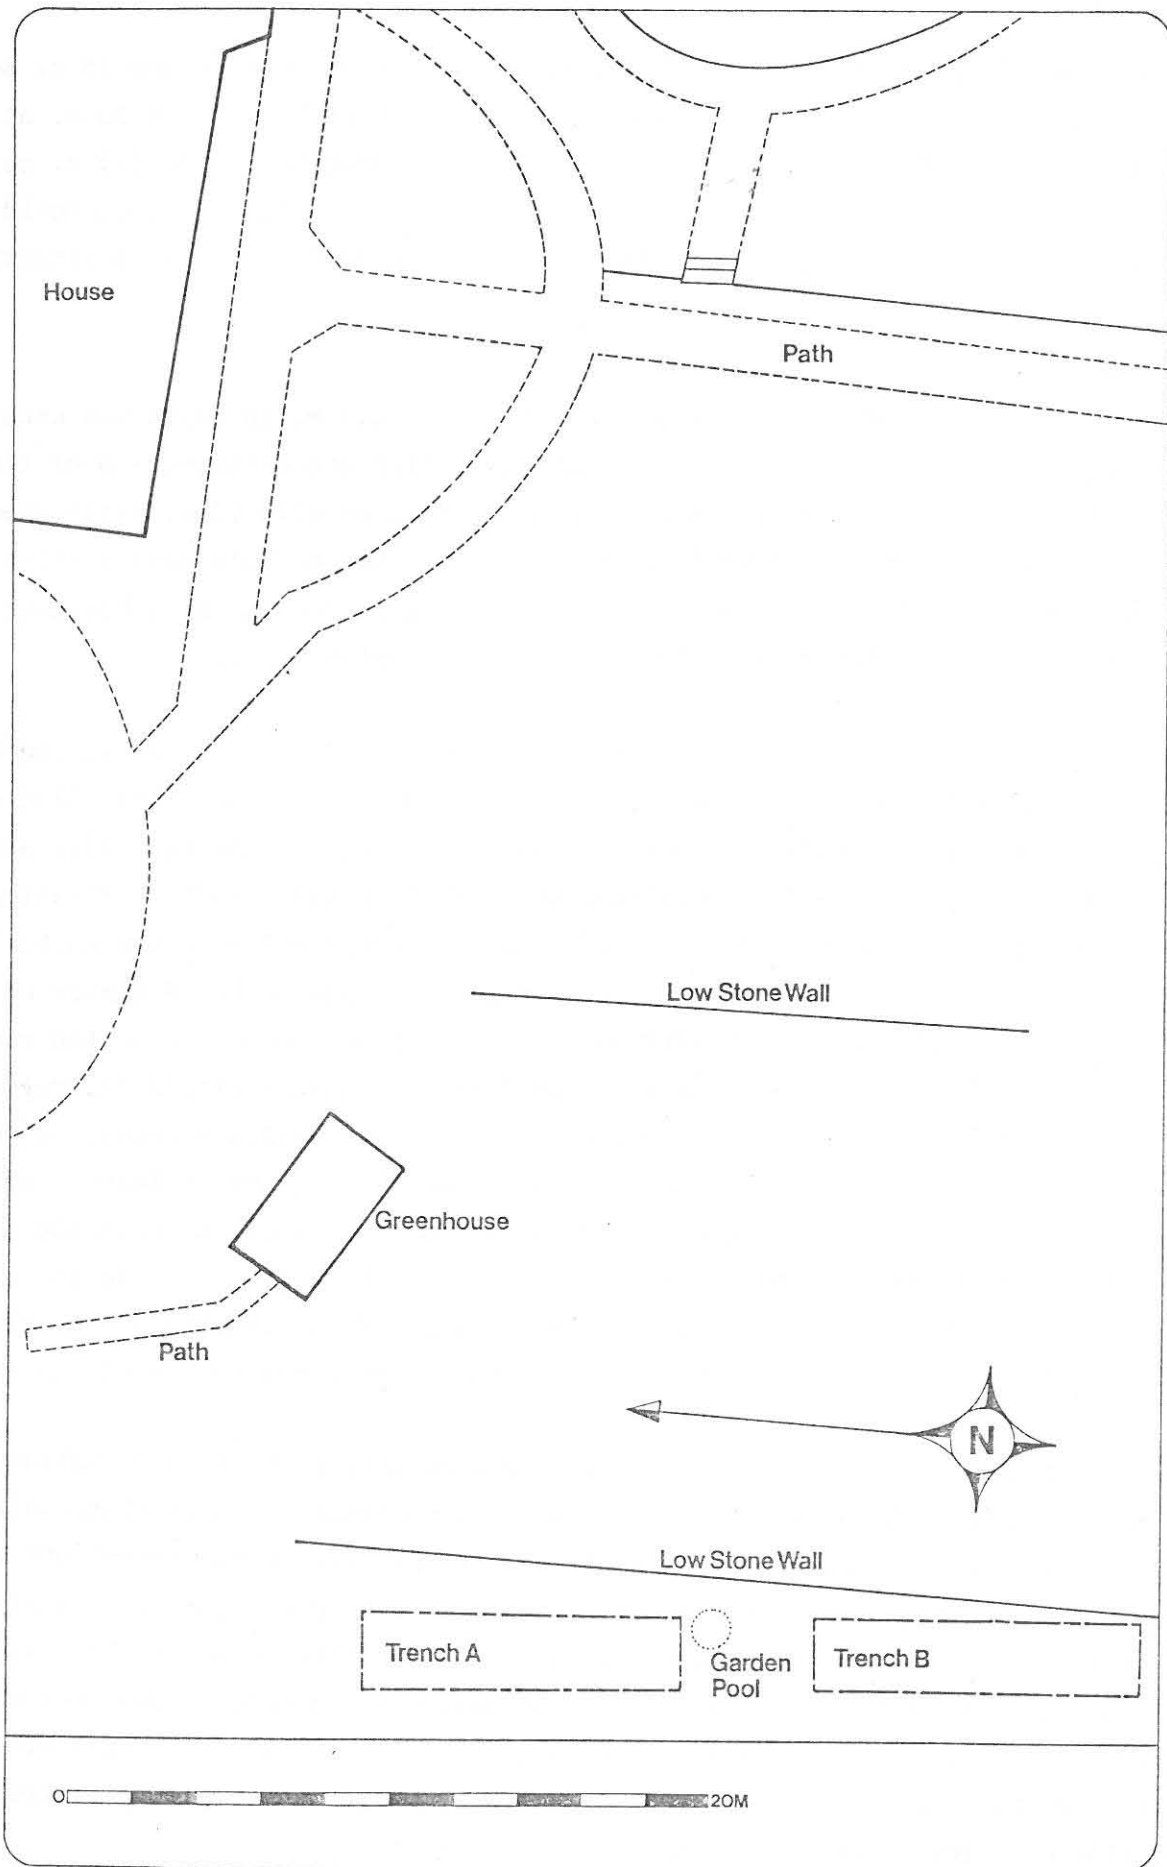 House
Path
Low Stone Wall
Greenhouse
Path
N
Low Stone Wall
Trench A
Garden
Pool
Trench B
0
20M